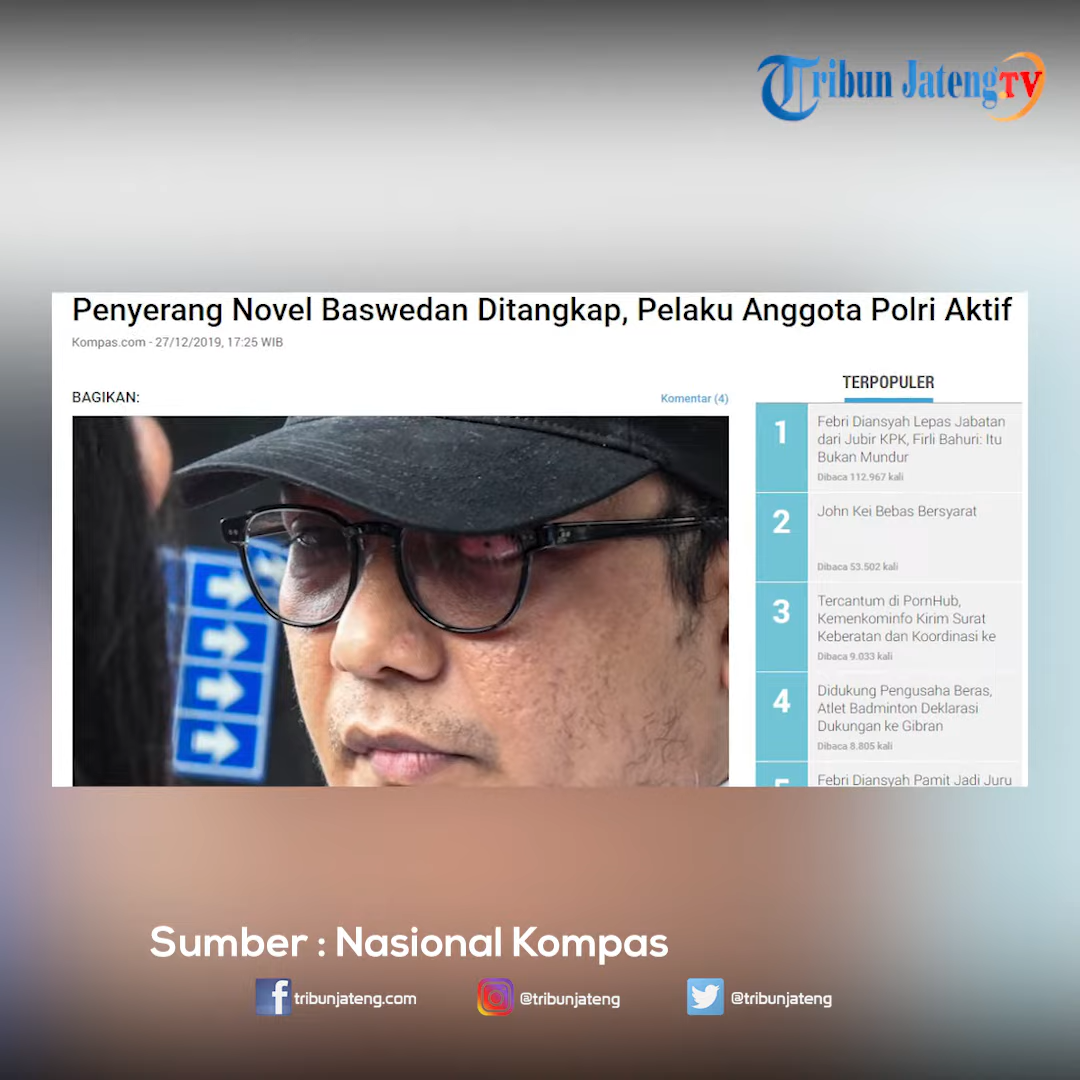 Tribun Jateng TV
Penyerang Novel Baswedan Ditangkap, Pelaku Anggota Polri Aktif
Kompas.com - 27/12/2019, 17:25 WIB
BAGIKAN:
Komentar (4)
TERPOPULER
1
Febri Diansyah Lepas Jabatan
dari Jubir KPK, Firli Bahuri: Itu
Bukan Mundur
Dibaca 112.967 kali
2
John Kei Bebas Bersyarat
Dibaca 53.502 kali
3
Tercantum di PornHub,
Kemenkominfo Kirim Surat
Keberatan dan Koordinasi ke
Dibaca 9.033 kali
4
Didukung Pengusaha Beras,
Atlet Badminton Deklarasi
Dukungan ke Gibran
Dibaca 8.805 kali
5
Febri Diansyah Pamit Jadi Juru
Sumber : Nasional Kompas
tribunjateng.com
@tribunjateng
@tribunjateng